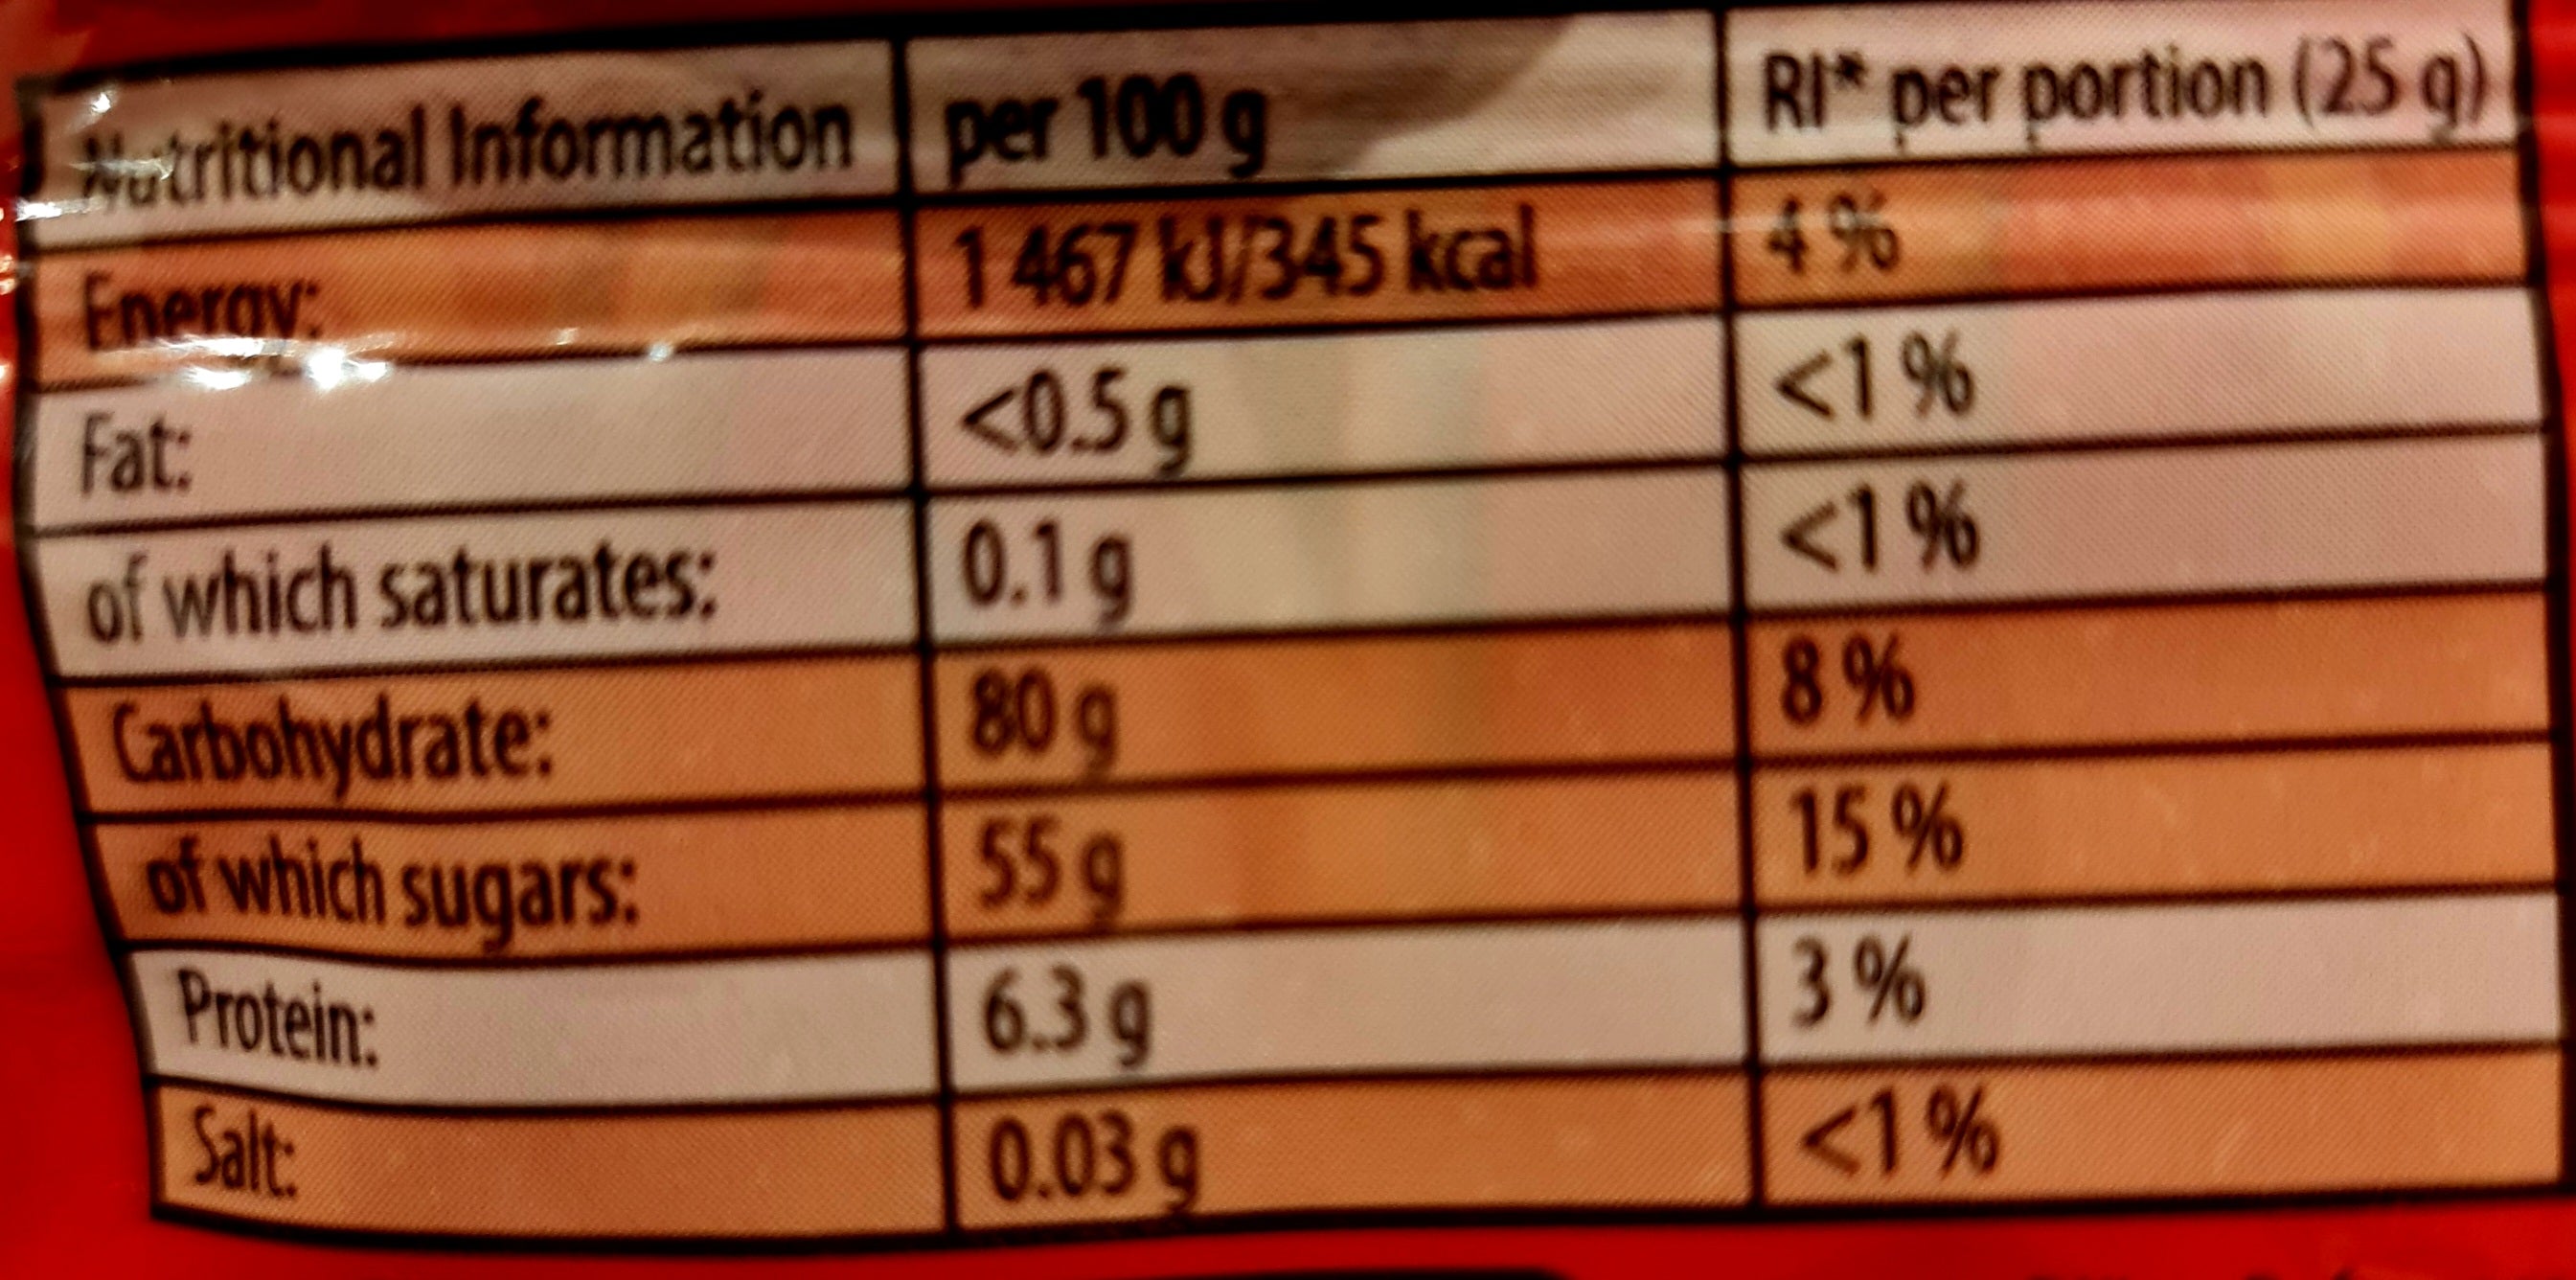 Nutritional Information per 100 g RI* per portion (25 g)
Energy: 1 467 kJ/345 kcal 4 %
Fat: <0.5 g <1 %
of which saturates: 0.1 g <1 %
Carbohydrate: 80 g 8 %
of which sugars: 55 g 15 %
Protein: 6.3 g 3 %
Salt: 0.03 g <1 %